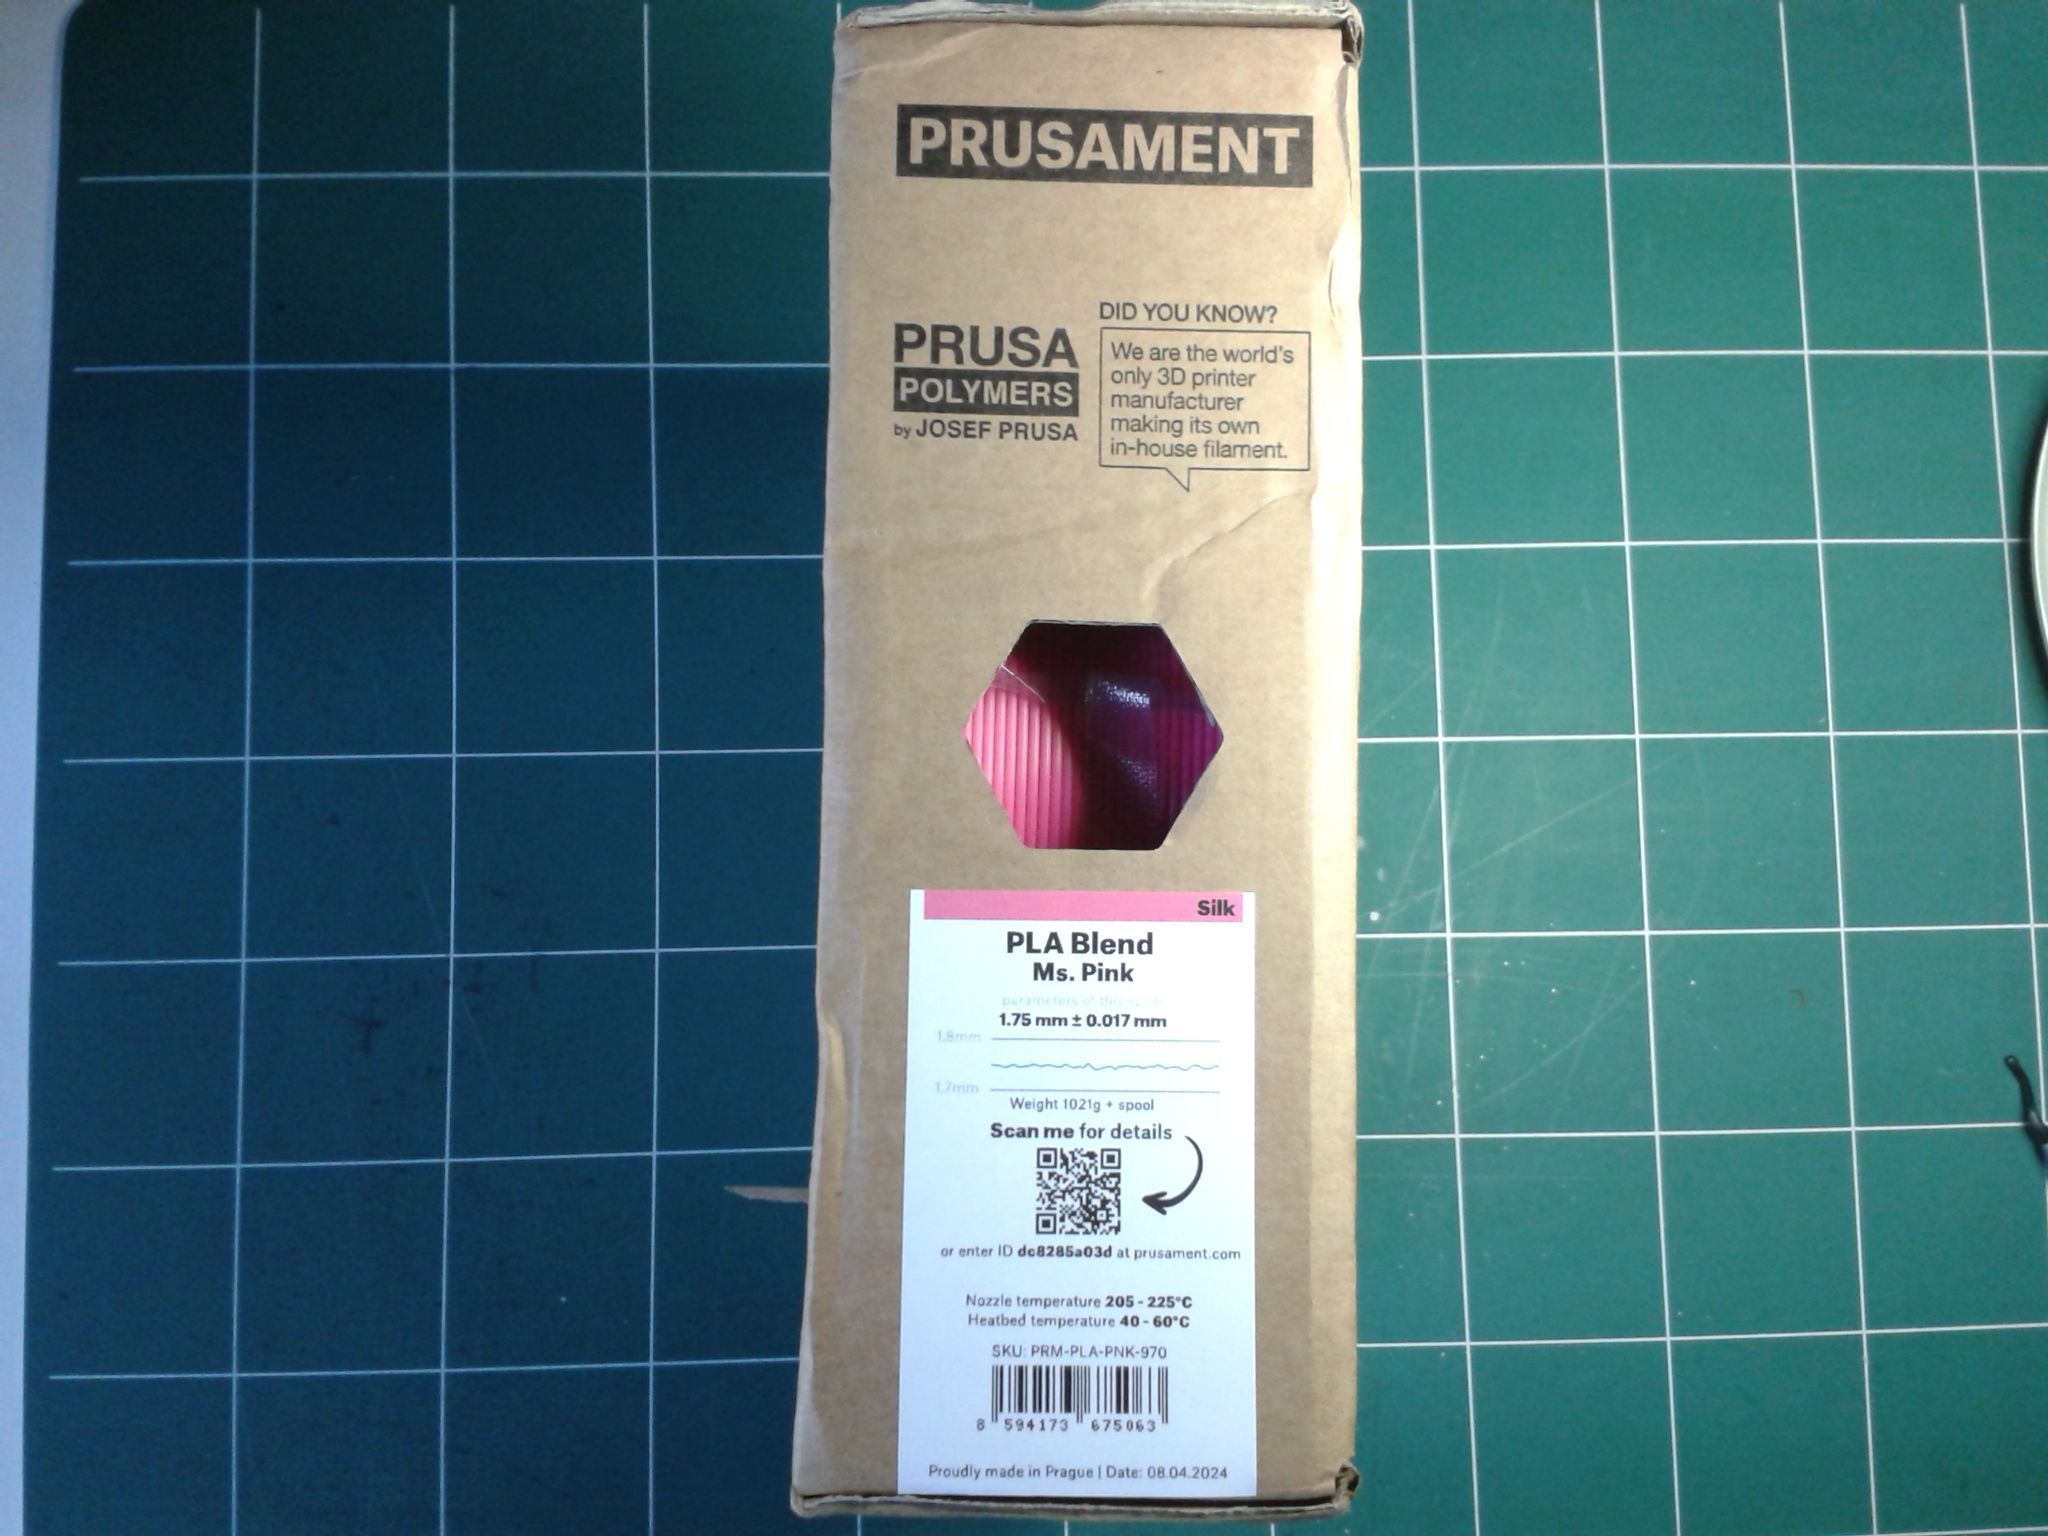 PRUSAMENT
PRUSA
POLYMERS
by JOSEF PRUSA
DID YOU KNOW?
We are the world's
only 3D printer
manufacturer
making its own
in-house filament.
Silk
PLA Blend
Ms. Pink
parameters of this spool
1.75 mm ± 0.017 mm
1.8mm
1.7mm
Weight 1021g + spool
Scan me for details
or enter ID dc8285a03d at prusament.com
Nozzle temperature 205 - 225°C
Heatbed temperature 40 - 60°C
SKU: PRM-PLA-PNK-970
8 594173 675063
Proudly made in Prague | Date: 08.04.2024